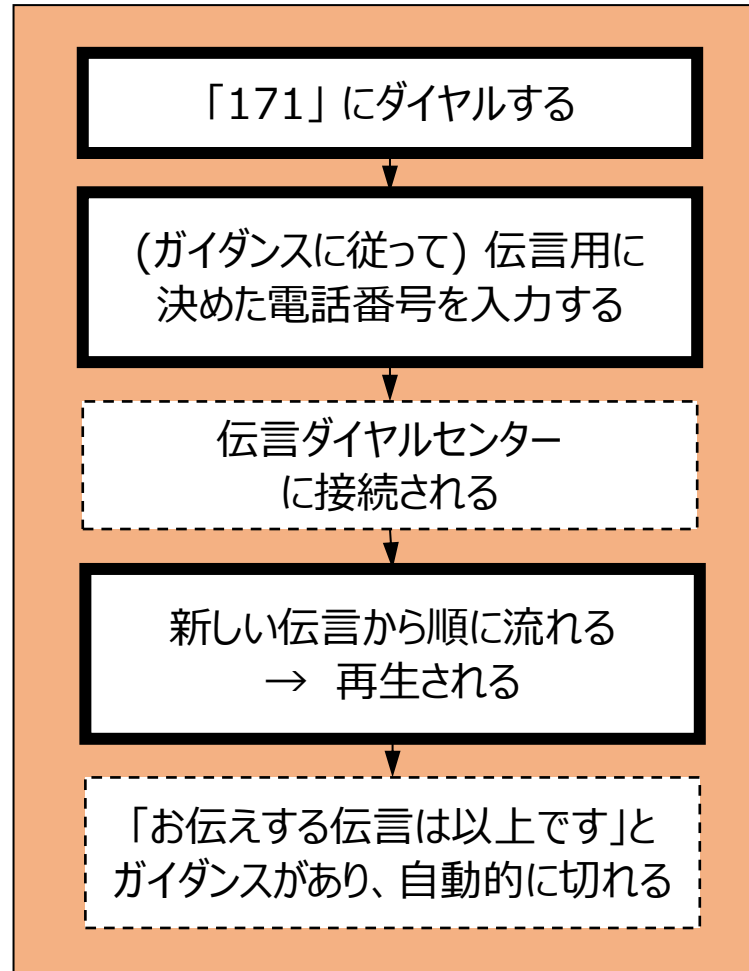 「171」にダイヤルする
(ガイダンスに従って) 伝言用に
決めた電話番号を入力する
伝言ダイヤルセンター
に接続される
新しい伝言から順に流れる
→ 再生される
「お伝えする伝言は以上です」と
ガイダンスがあり、自動的に切れる